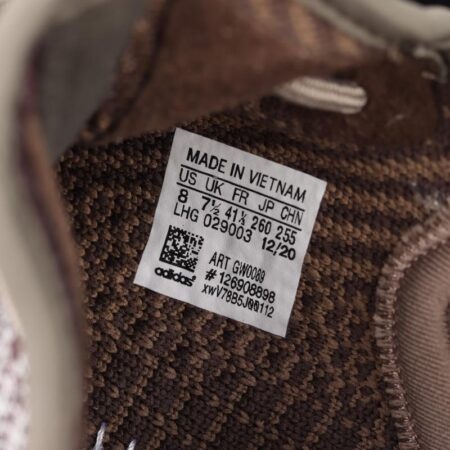 MADE IN VIETNAM
US UK FR JP CHN
8 7½ 41⅓ 260 255
LHG 029003 12/20
ART GW0089
# 126908898
xwV78B5J00112
adidas